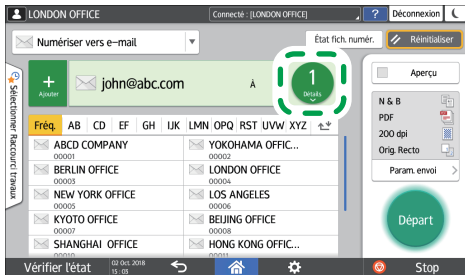 LONDON OFFICE
Connecté : [LONDON OFFICE]
?
Déconnexion
Numériser vers e-mail
État fich. numér.
Réinitialiser
Sélectionner Raccourci travaux
+
Ajouter
john@abc.com
À
1
Détails
Aperçu
N & B
PDF
200 dpi
Orig. Recto
Param. envoi
Fréq. AB CD EF GH IJK LMN OPQ RST UVW XYZ
ABCD COMPANY
00001
YOKOHAMA OFFIC...
00002
BERLIN OFFICE
00003
LONDON OFFICE
00004
NEW YORK OFFICE
00005
LOS ANGELES
00006
KYOTO OFFICE
00007
BEIJING OFFICE
00008
SHANGHAI OFFICE
HONG KONG OFFIC...
Départ
Vérifier l'état
02 Oct. 2018
15 : 03
Stop